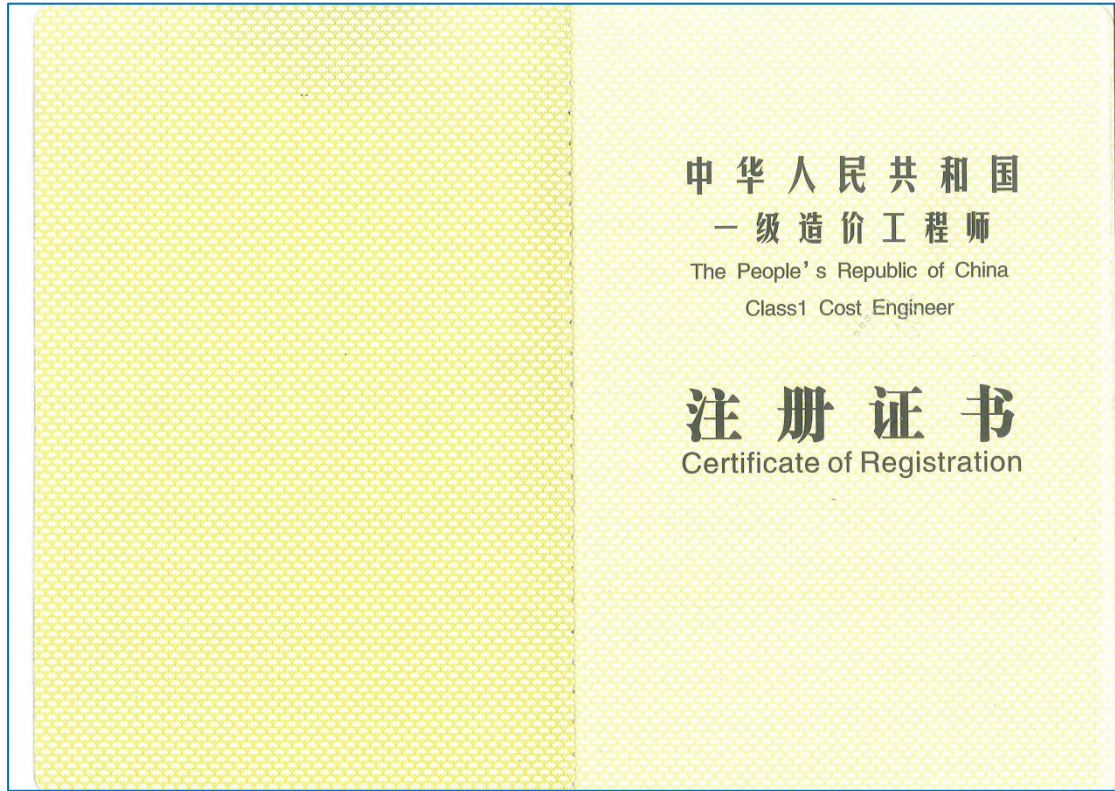 中华人民共和国
一级造价工程师
The People's Republic of China
Class1 Cost Engineer
注册证书
Certificate of Registration